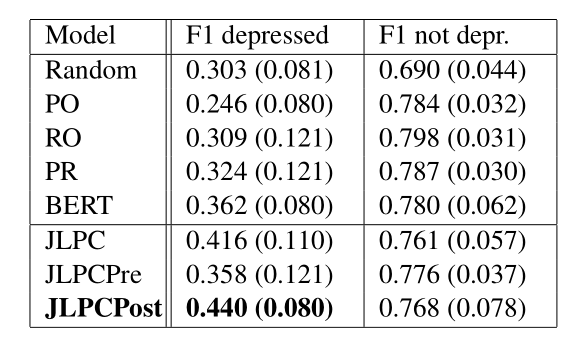 Model F1 depressed F1 not depr.
Random 0.303 (0.081) 0.690 (0.044)
PO 0.246 (0.080) 0.784 (0.032)
RO 0.309 (0.121) 0.798 (0.031)
PR 0.324 (0.121) 0.787 (0.030)
BERT 0.362 (0.080) 0.780 (0.062)
JLPC 0.416 (0.110) 0.761 (0.057)
JLPCPre 0.358 (0.121) 0.776 (0.037)
JLPCPost 0.440 (0.080) 0.768 (0.078)